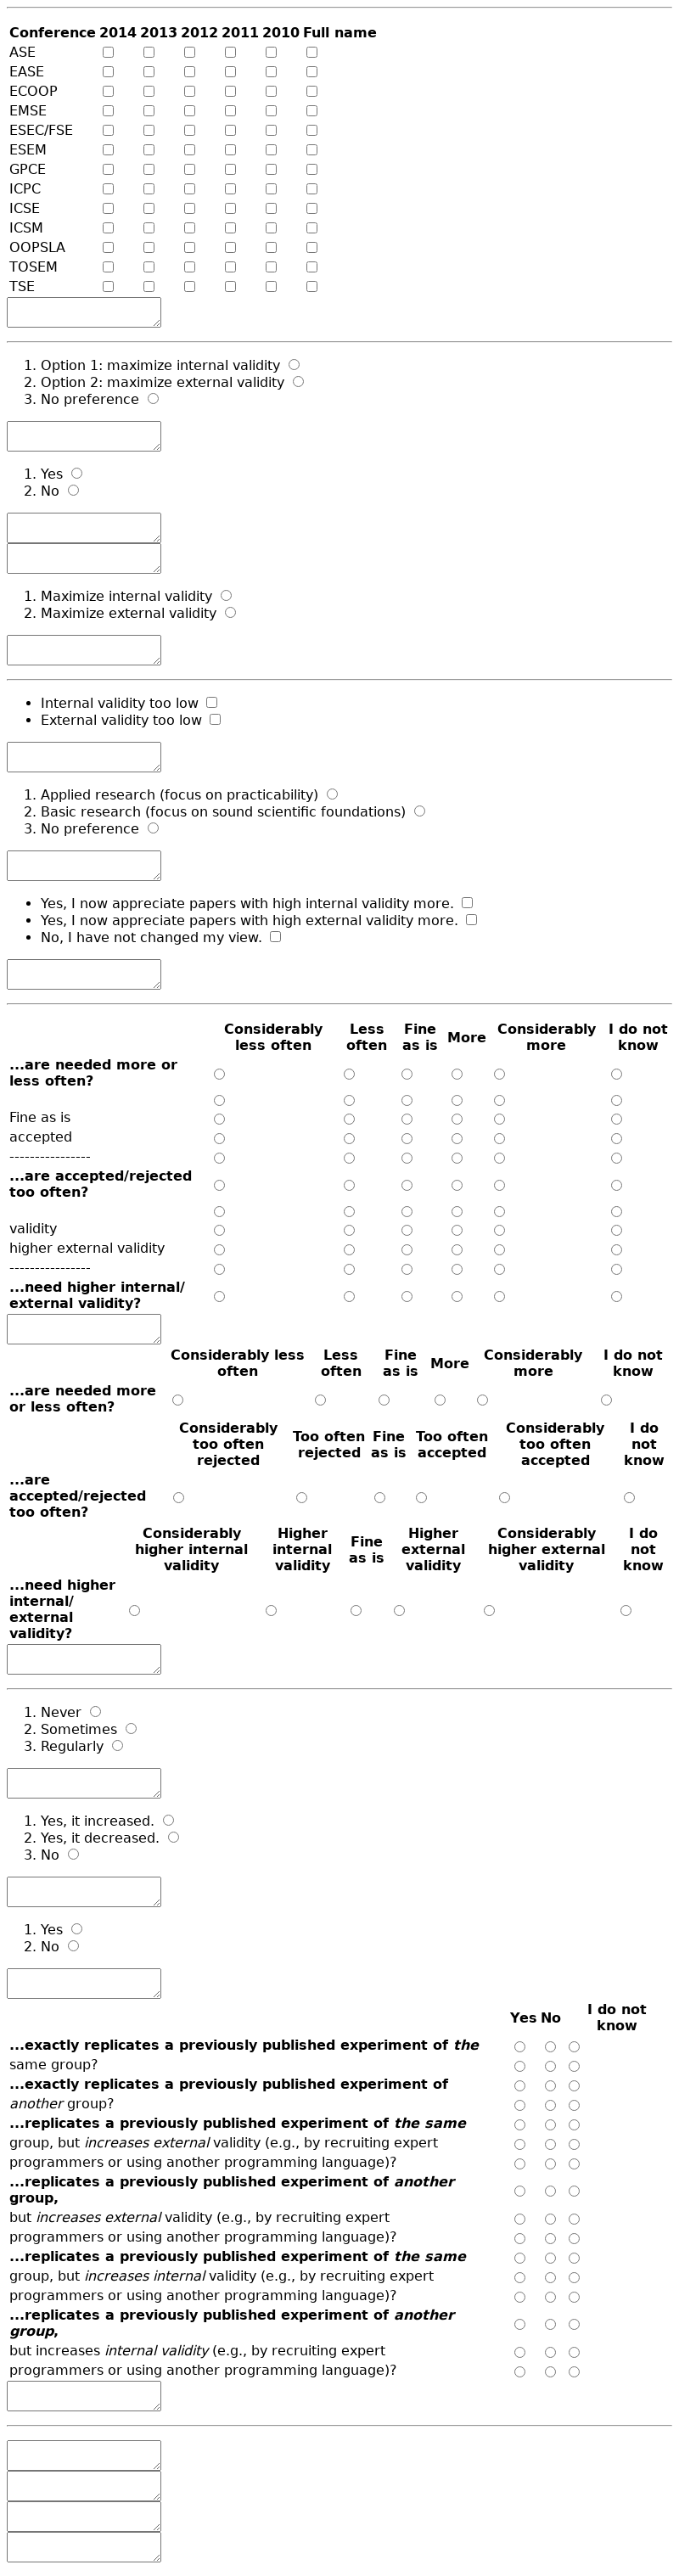 Conference 2014 2013 2012 2011 2010 Full name
ASE
EASE
ECOOP
EMSE
ESEC/FSE
ESEM
GPCE
ICPC
ICSE
ICSM
OOPSLA
TOSEM
TSE
1. Option 1: maximize internal validity
2. Option 2: maximize external validity
3. No preference
1. Yes
2. No
1. Maximize internal validity
2. Maximize external validity
• Internal validity too low
• External validity too low
1. Applied research (focus on practicability)
2. Basic research (focus on sound scientific foundations)
3. No preference
• Yes, I now appreciate papers with high internal validity more.
• Yes, I now appreciate papers with high external validity more.
• No, I have not changed my view.
Considerably less often Less often Fine as is More Considerably more I do not know
...are needed more or
less often?
Fine as is
accepted
----------------
...are accepted/rejected
too often?
validity
higher external validity
----------------
...need higher internal/
external validity?
Considerably less often Less often Fine as is More Considerably more I do not know
...are needed more
or less often?
Considerably too often rejected Too often rejected Fine as is Too often accepted Considerably too often accepted I do not know
...are
accepted/rejected
too often?
Considerably higher internal validity Higher internal validity Fine as is Higher external validity Considerably higher external validity I do not know
...need higher
internal/
external
validity?
1. Never
2. Sometimes
3. Regularly
1. Yes, it increased.
2. Yes, it decreased.
3. No
1. Yes
2. No
Yes No I do not know
...exactly replicates a previously published experiment of the
same group?
...exactly replicates a previously published experiment of
another group?
...replicates a previously published experiment of the same
group, but increases external validity (e.g., by recruiting expert
programmers or using another programming language)?
...replicates a previously published experiment of another
group,
but increases external validity (e.g., by recruiting expert
programmers or using another programming language)?
...replicates a previously published experiment of the same
group, but increases internal validity (e.g., by recruiting expert
programmers or using another programming language)?
...replicates a previously published experiment of another
group,
but increases internal validity (e.g., by recruiting expert
programmers or using another programming language)?